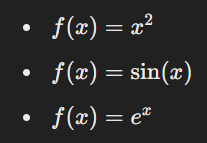 • f(x) = x²
• f(x) = sin(x)
• f(x) = eˣ